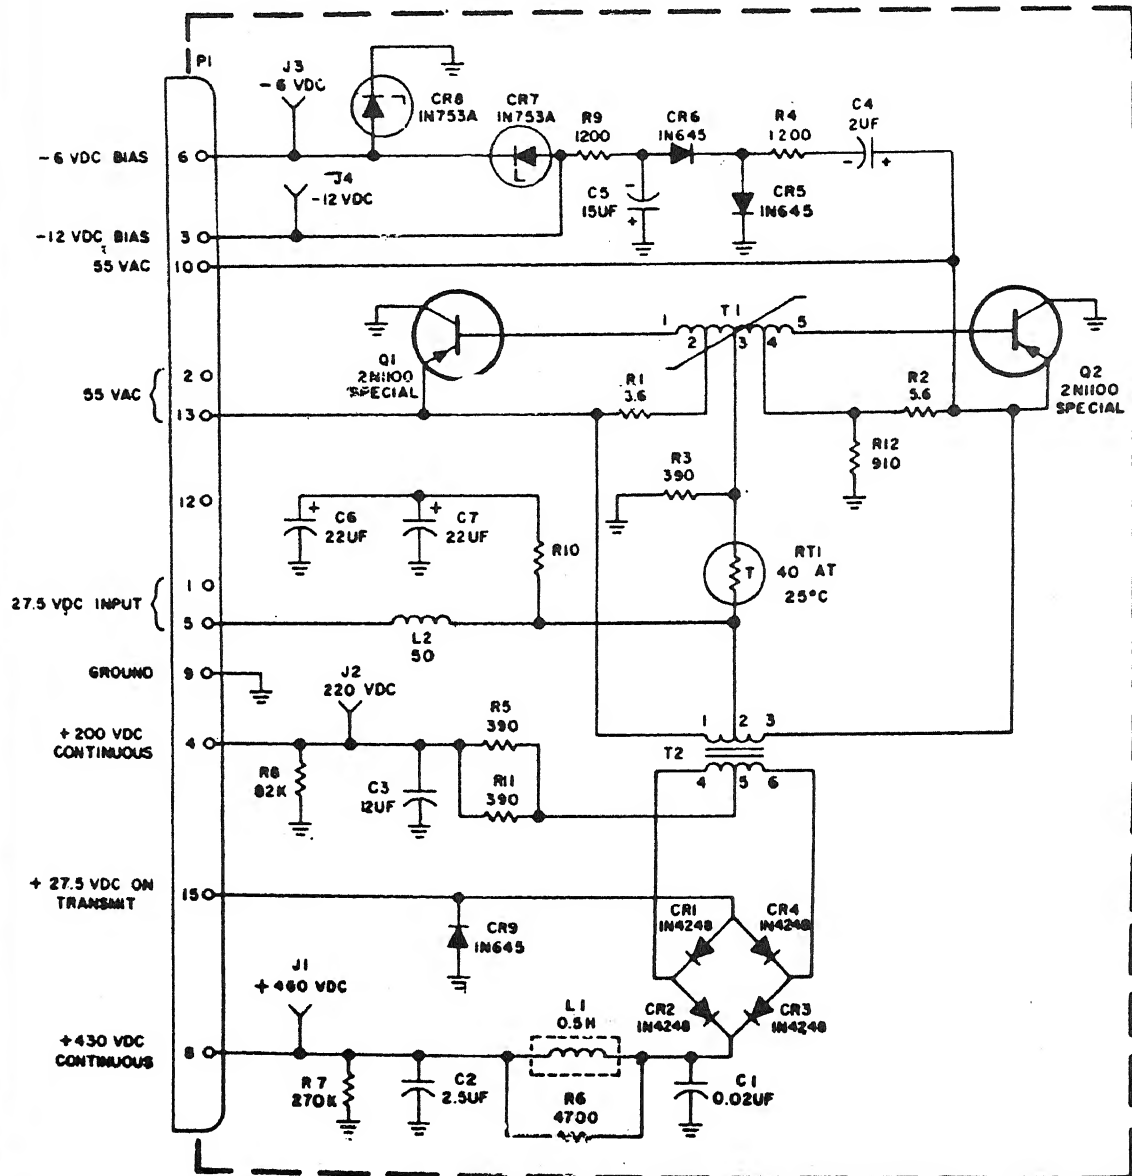 P1
J3
-6 VDC
CR8
1N753A
CR7
1N753A
R9
1200
CR6
1N645
R4
1200
C4
2UF
- +
-6 VDC BIAS
6
J4
-12 VDC
C5
15UF
-
+
CR5
1N645
-12 VDC BIAS
3
55 VAC
10
T1
1 2 3 4 5
Q1
2N1100
SPECIAL
Q2
2N1100
SPECIAL
55 VAC
2
13
R1
3.6
R2
5.6
R12
910
R3
390
12
+
C6
22UF
+
C7
22UF
R10
RT1
40 AT
25°C
T
27.5 VDC INPUT
1
5
L2
50
GROUND
9
J2
220 VDC
+200 VDC
CONTINUOUS
4
R5
390
R11
390
R8
82K
C3
12UF
T2
1 2 3
4 5 6
+ 27.5 VDC ON
TRANSMIT
15
CR9
1N645
CR1
1N4248
CR4
1N4248
CR2
1N4248
CR3
1N4248
J1
+460 VDC
+430 VDC
CONTINUOUS
8
L1
0.5H
R7
270K
C2
2.5UF
R6
4700
C1
0.02UF